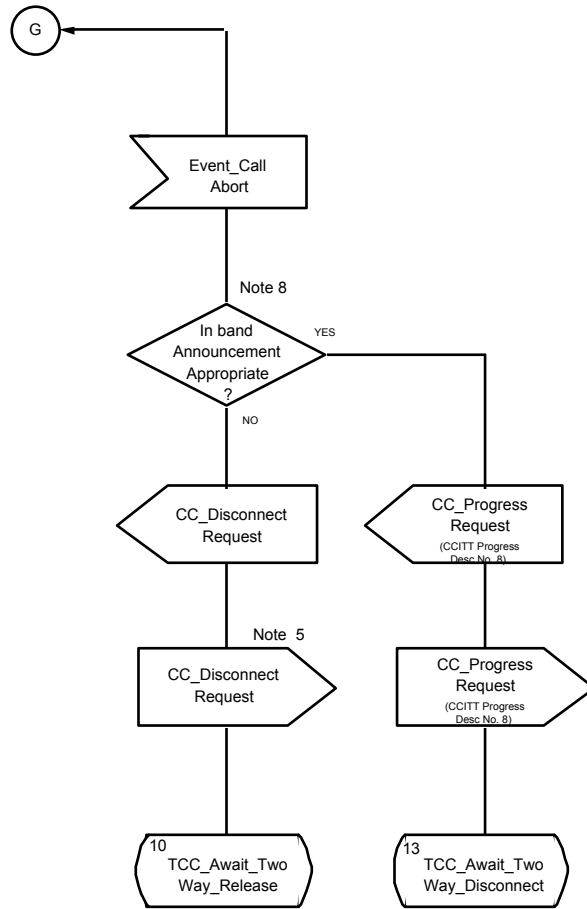 G
Event_Call
Abort
Note 8
In band
Announcement
Appropriate
?
YES
NO
CC_Disconnect
Request
CC_Progress
Request
(CCITT Progress
Desc No. 8)
Note 5
CC_Disconnect
Request
CC_Progress
Request
(CCITT Progress
Desc No. 8)
10
TCC_Await_Two
Way_Release
13
TCC_Await_Two
Way_Disconnect